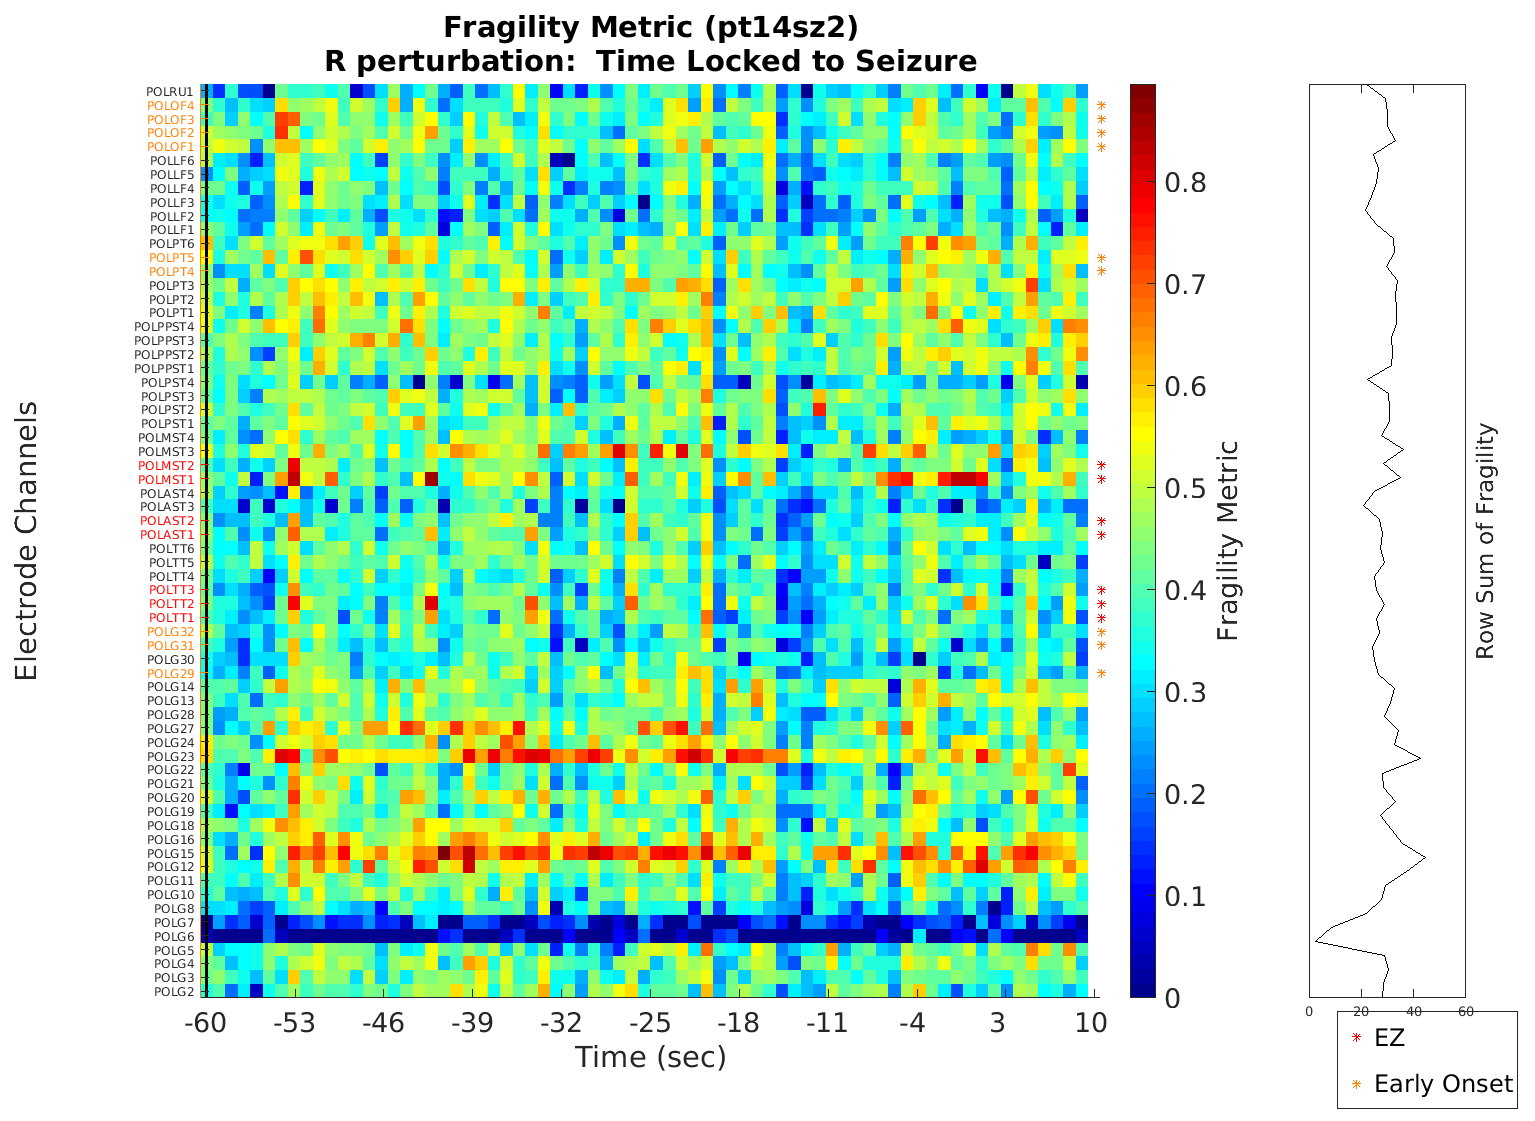 Fragility Metric (pt14sz2)
R perturbation:  Time Locked to Seizure
Electrode Channels
POLRU1
POLOF4
POLOF3
POLOF2
POLOF1
POLLF6
POLLF5
POLLF4
POLLF3
POLLF2
POLLF1
POLPT6
POLPT5
POLPT4
POLPT3
POLPT2
POLPT1
POLPPST4
POLPPST3
POLPPST2
POLPPST1
POLPST4
POLPST3
POLPST2
POLPST1
POLMST4
POLMST3
POLMST2
POLMST1
POLAST4
POLAST3
POLAST2
POLAST1
POLTT6
POLTT5
POLTT4
POLTT3
POLTT2
POLTT1
POLG32
POLG31
POLG30
POLG29
POLG14
POLG13
POLG28
POLG27
POLG24
POLG23
POLG22
POLG21
POLG20
POLG19
POLG18
POLG16
POLG15
POLG12
POLG11
POLG10
POLG8
POLG7
POLG6
POLG5
POLG4
POLG3
POLG2
-60 -53 -46 -39 -32 -25 -18 -11 -4 3 10
Time (sec)
0.8
0.7
0.6
0.5
0.4
0.3
0.2
0.1
0
Fragility Metric
Row Sum of Fragility
0 20 40 60
EZ
Early Onset